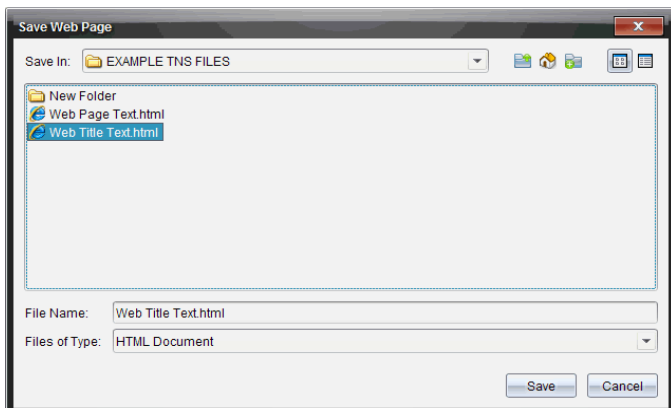 Save Web Page
Save In: EXAMPLE TNS FILES
New Folder
Web Page Text.html
Web Title Text.html
File Name: Web Title Text.html
Files of Type: HTML Document
Save Cancel